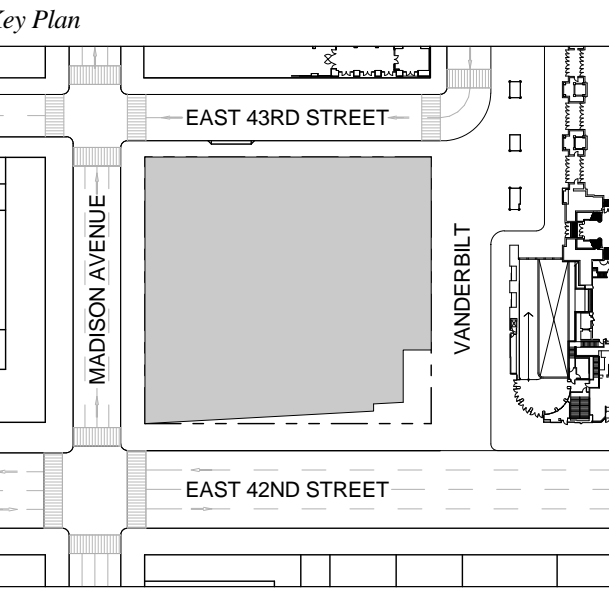 Key Plan
EAST 43RD STREET
MADISON AVENUE
VANDERBILT
EAST 42ND STREET